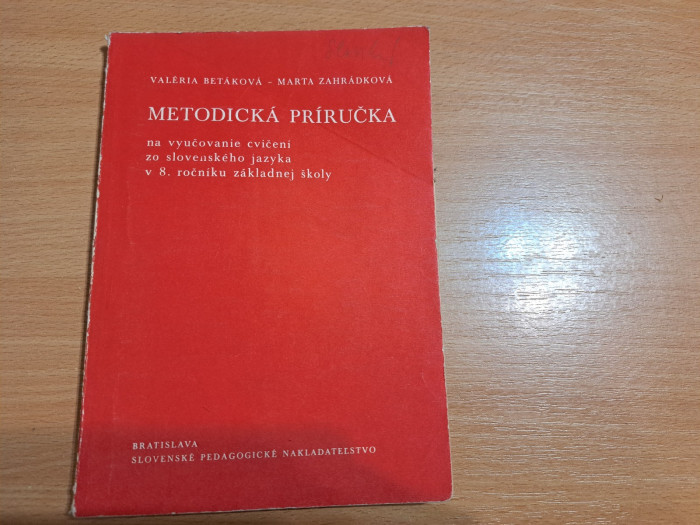 VALÉRIA BETÁKOVÁ – MARTA ZAHRÁDKOVÁ
METODICKÁ PRÍRUČKA
na vyučovanie cvičení
zo slovenského jazyka
v 8. ročníku základnej školy
BRATISLAVA
SLOVENSKÉ PEDAGOGICKÉ NAKLADATEĽSTVO